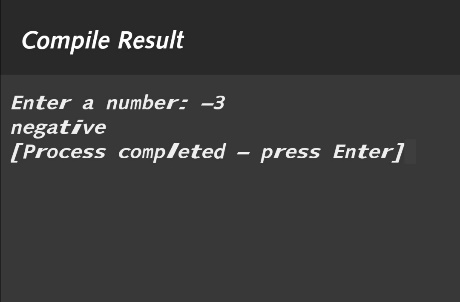 Compile Result
Enter a number: -3
negative
[Process completed - press Enter]